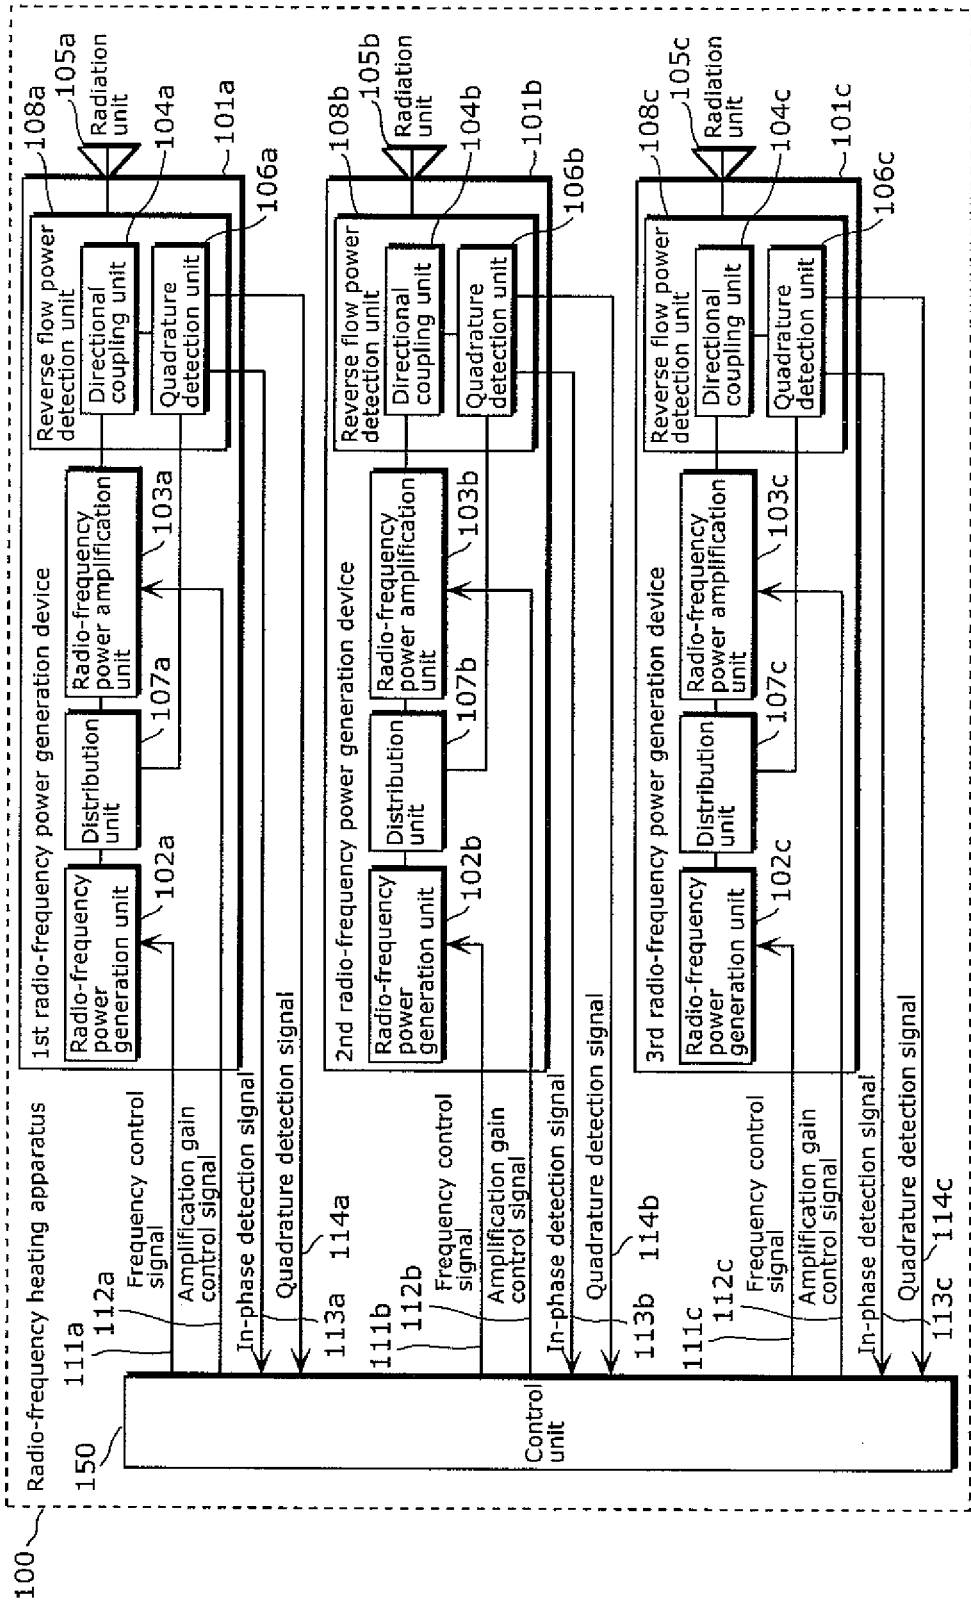 100
Radio-frequency heating apparatus
150
Control
unit
111a
112a
Frequency control
signal
Amplification gain
control signal
In-phase detection signal
Quadrature detection signal
113a
114a
1st radio-frequency power generation device
Radio-frequency
power
generation unit
102a
Distribution
unit
107a
Radio-frequency
power amplification
unit
103a
Reverse flow power
detection unit
Directional
coupling unit
Quadrature
detection unit
108a
105a
Radiation
unit
104a
101a
106a
111b
112b
Frequency control
signal
Amplification gain
control signal
In-phase detection signal
Quadrature detection signal
113b
114b
2nd radio-frequency power generation device
Radio-frequency
power
generation unit
102b
Distribution
unit
107b
Radio-frequency
power amplification
unit
103b
Reverse flow power
detection unit
Directional
coupling unit
Quadrature
detection unit
108b
105b
Radiation
unit
104b
101b
106b
111c
112c
Frequency control
signal
Amplification gain
control signal
In-phase detection signal
Quadrature detection signal
113c
114c
3rd radio-frequency power generation device
Radio-frequency
power
generation unit
102c
Distribution
unit
107c
Radio-frequency
power amplification
unit
103c
Reverse flow power
detection unit
Directional
coupling unit
Quadrature
detection unit
108c
105c
Radiation
unit
104c
101c
106c